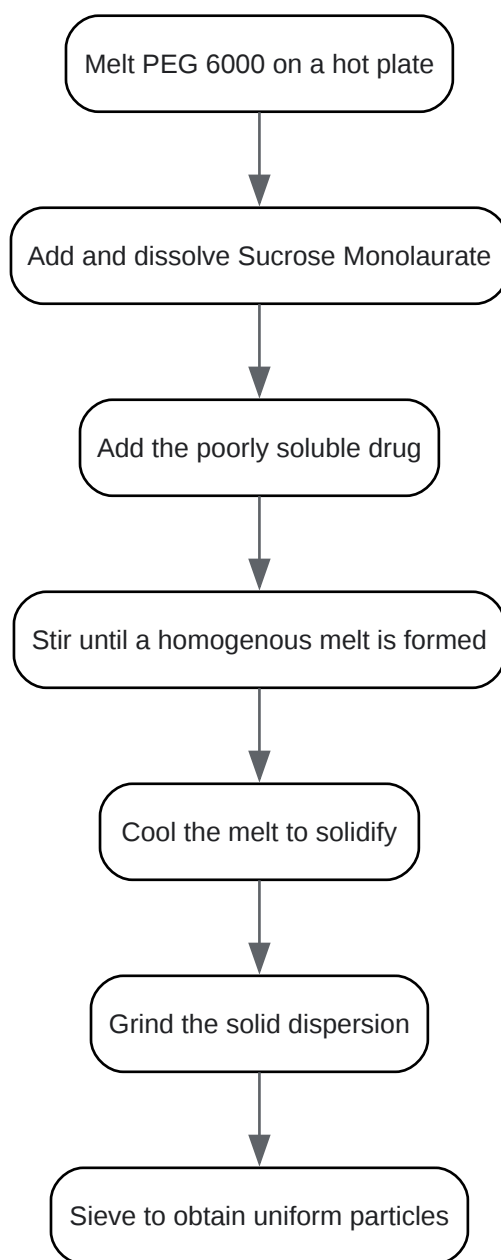 Melt PEG 6000 on a hot plate
Add and dissolve Sucrose Monolaurate
Add the poorly soluble drug
Stir until a homogenous melt is formed
Cool the melt to solidify
Grind the solid dispersion
Sieve to obtain uniform particles